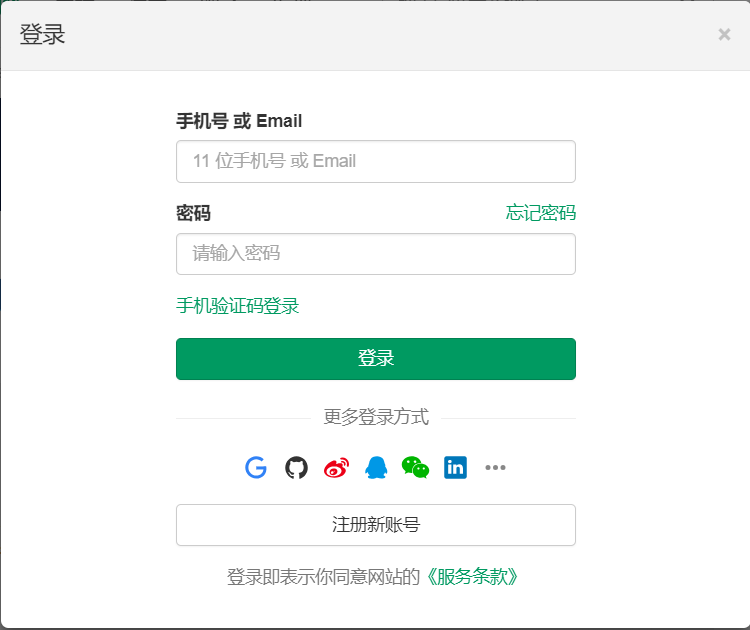 登录
×
手机号 或 Email
11 位手机号 或 Email
密码 忘记密码
请输入密码
手机验证码登录
登录
更多登录方式
G in
注册新账号
登录即表示你同意网站的《服务条款》